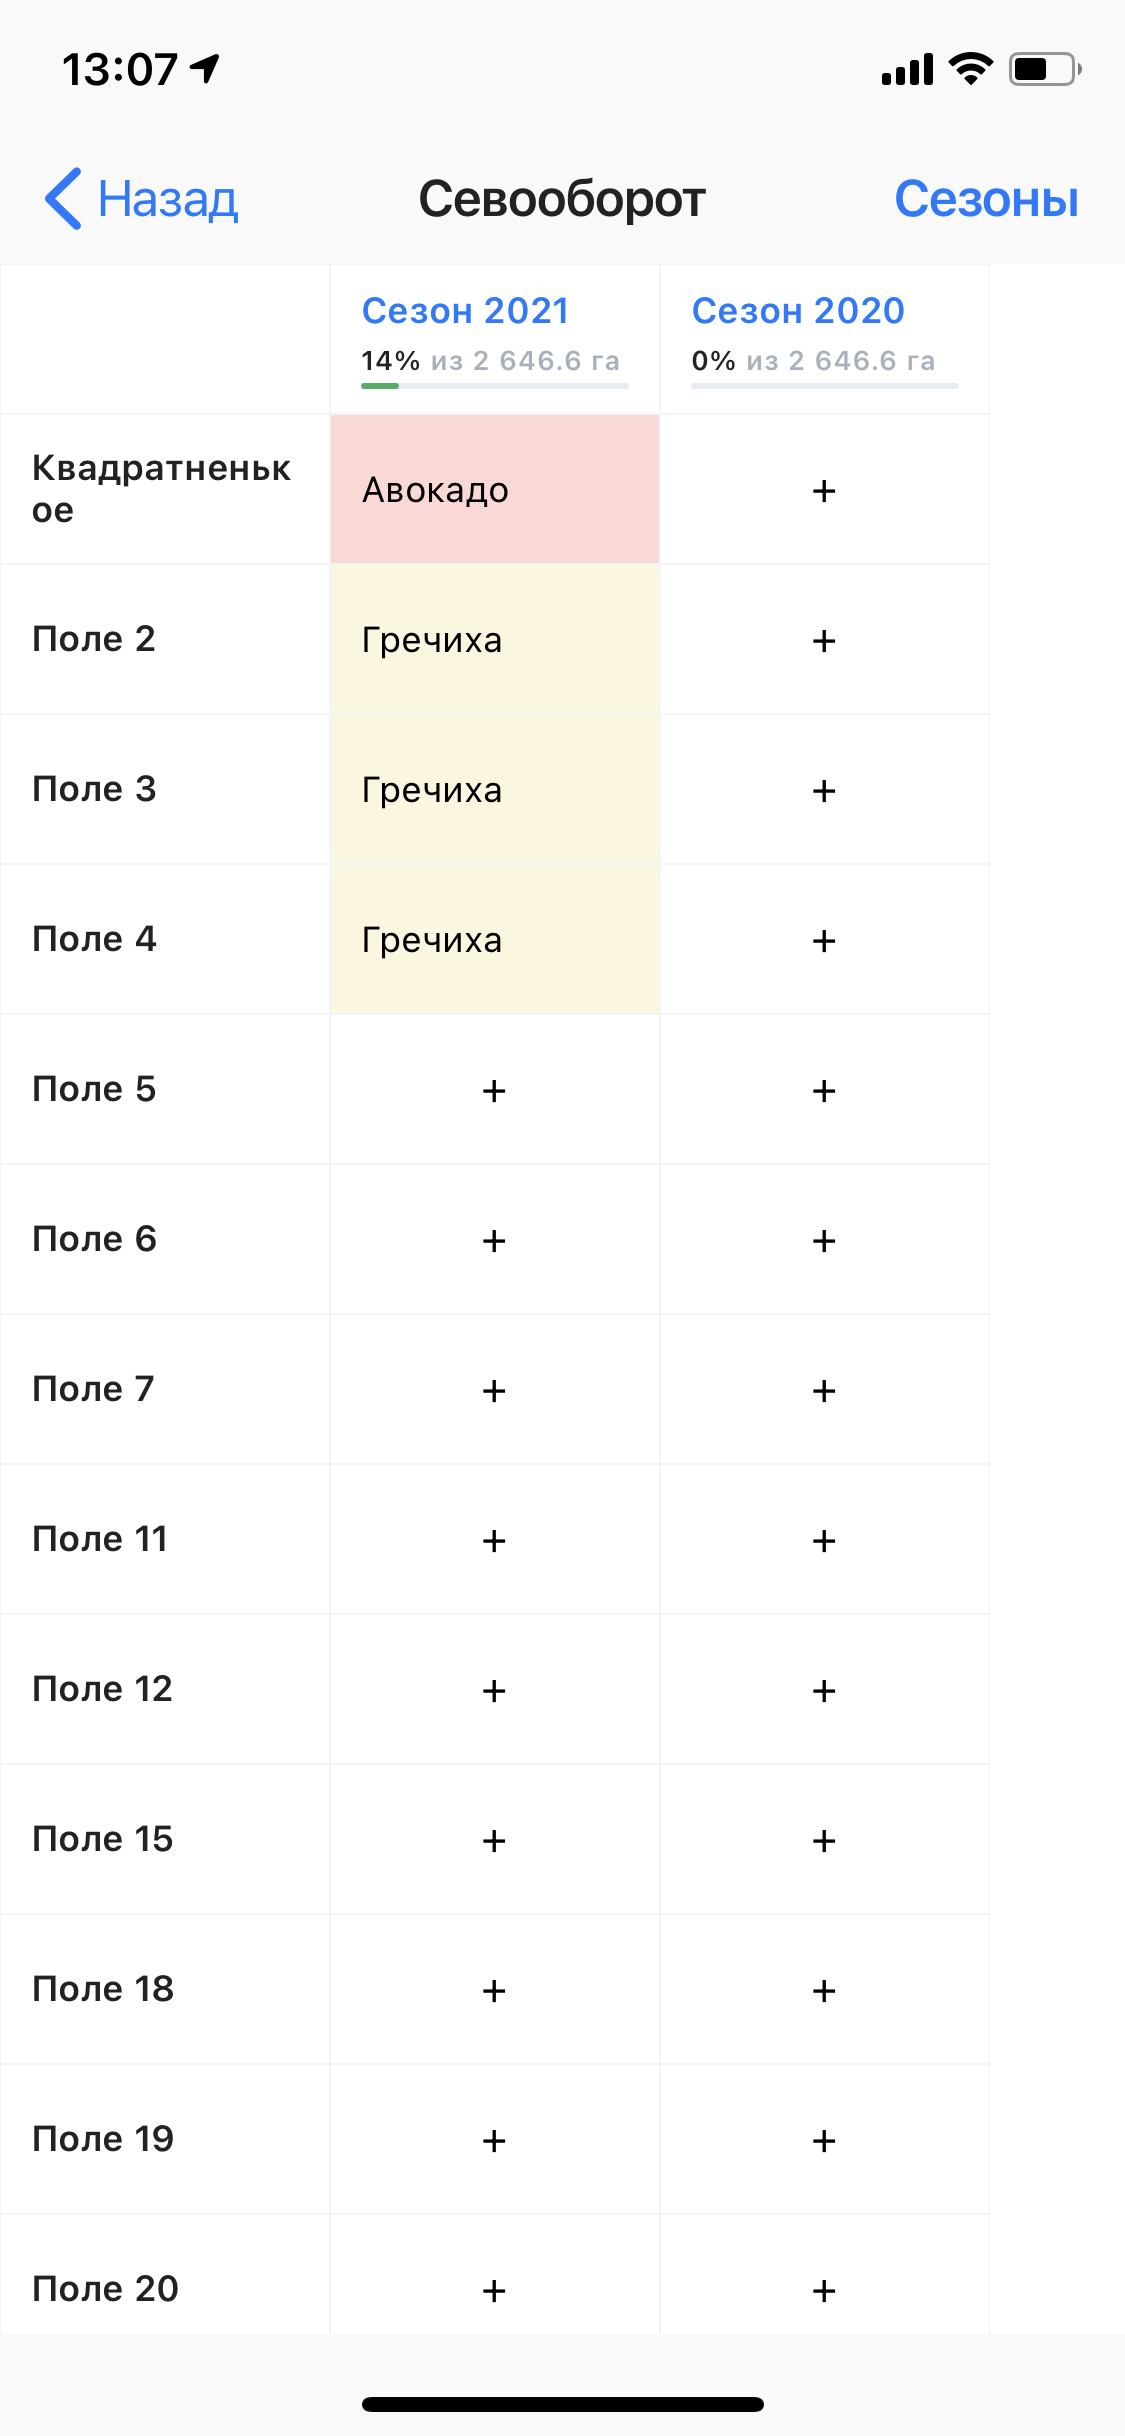 13:07
Назад Севооборот Сезоны
Сезон 2021 Сезон 2020
14% из 2 646.6 га 0% из 2 646.6 га
Квадратненьк
ое
Авокадо +
Поле 2 Гречиха +
Поле 3 Гречиха +
Поле 4 Гречиха +
Поле 5 + +
Поле 6 + +
Поле 7 + +
Поле 11 + +
Поле 12 + +
Поле 15 + +
Поле 18 + +
Поле 19 + +
Поле 20 + +